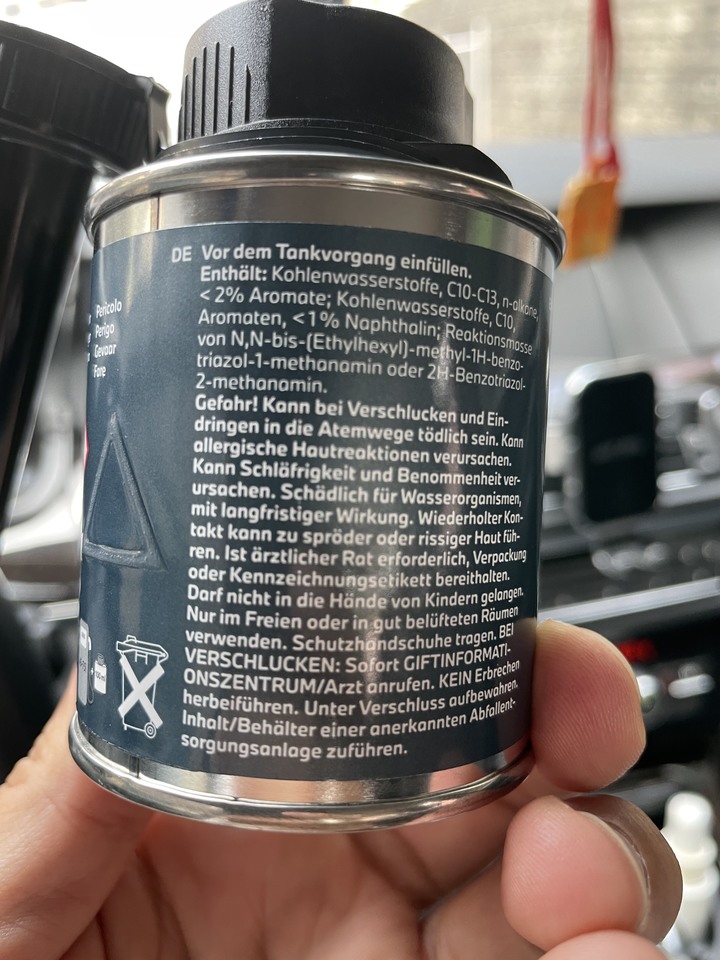 DE Vor dem Tankvorgang einfüllen.
Enthält: Kohlenwasserstoffe, C10-C13, n-alkane,
< 2% Aromate; Kohlenwasserstoffe, C10,
Aromaten, <1% Naphthalin; Reaktionsmasse
von N,N-bis-(Ethylhexyl)-methyl-1H-benzo-
triazol-1-methanamin oder 2H-Benzotriazol-
2-methanamin.
Gefahr! Kann bei Verschlucken und Ein-
dringen in die Atemwege tödlich sein. Kann
allergische Hautreaktionen verursachen.
Kann Schläfrigkeit und Benommenheit ver-
ursachen. Schädlich für Wasserorganismen,
mit langfristiger Wirkung. Wiederholter Kon-
takt kann zu spröder oder rissiger Haut füh-
ren. Ist ärztlicher Rat erforderlich, Verpackung
oder Kennzeichnungsetikett bereithalten.
Darf nicht in die Hände von Kindern gelangen.
Nur im Freien oder in gut belüfteten Räumen
verwenden. Schutzhandschuhe tragen. BEI
VERSCHLUCKEN: Sofort GIFTINFORMATI-
ONSZENTRUM/Arzt anrufen. KEIN Erbrechen
herbeiführen. Unter Verschluss aufbewahren.
Inhalt/Behälter einer anerkannten Abfallent-
sorgungsanlage zuführen.
Pericolo
Perigo
Gevaar
Fare